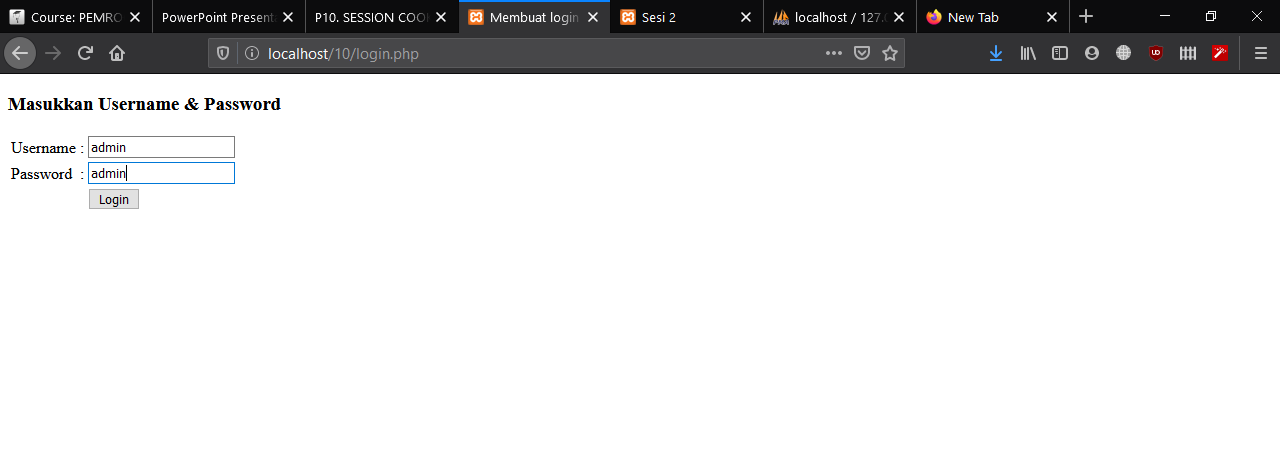 Course: PEMRO
PowerPoint Present
P10. SESSION COO
Membuat login
Sesi 2
localhost / 127.0
New Tab
localhost/10/login.php
Masukkan Username & Password
Username : admin
Password : admin
Login